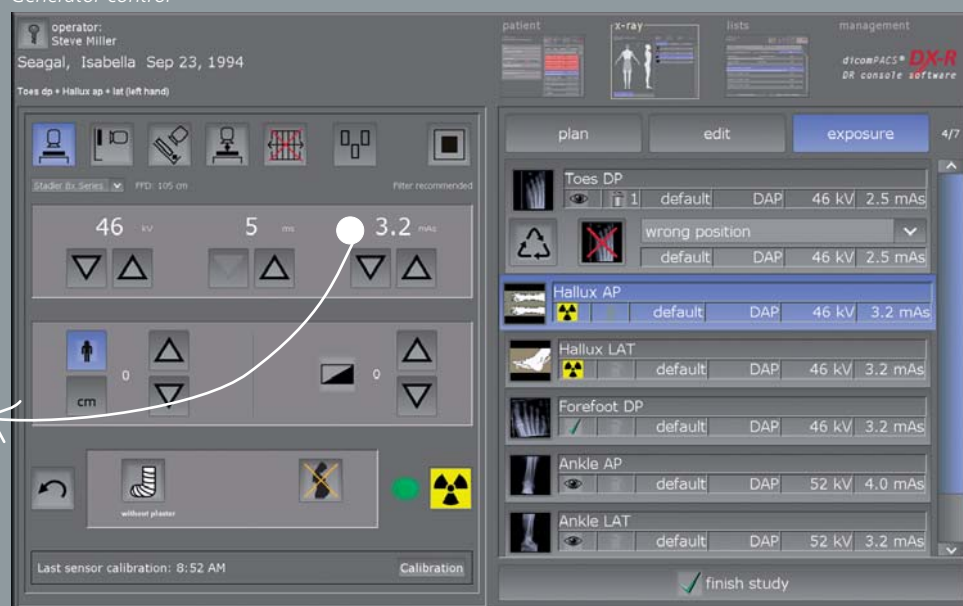 Generator control
operator:
Steve Miller
Seagal, Isabella Sep 23, 1994
Toes dp + Hallux ap + lat (left hand)
Stadler Bx Series FFD: 105 cm Filter recommended
46 kV 5 ms 3.2 mAs
0 0
cm
without plaster
Last sensor calibration: 8:52 AM Calibration
patient x-ray lists management
dicomPACS® DX-R
DR console software
plan edit exposure 4/7
Toes DP
1 default DAP 46 kV 2.5 mAs
wrong position
default DAP 46 kV 2.5 mAs
Hallux AP
default DAP 46 kV 3.2 mAs
Hallux LAT
default DAP 46 kV 3.2 mAs
Forefoot DP
default DAP 46 kV 3.2 mAs
Ankle AP
default DAP 52 kV 4.0 mAs
Ankle LAT
default DAP 52 kV 3.2 mAs
finish study